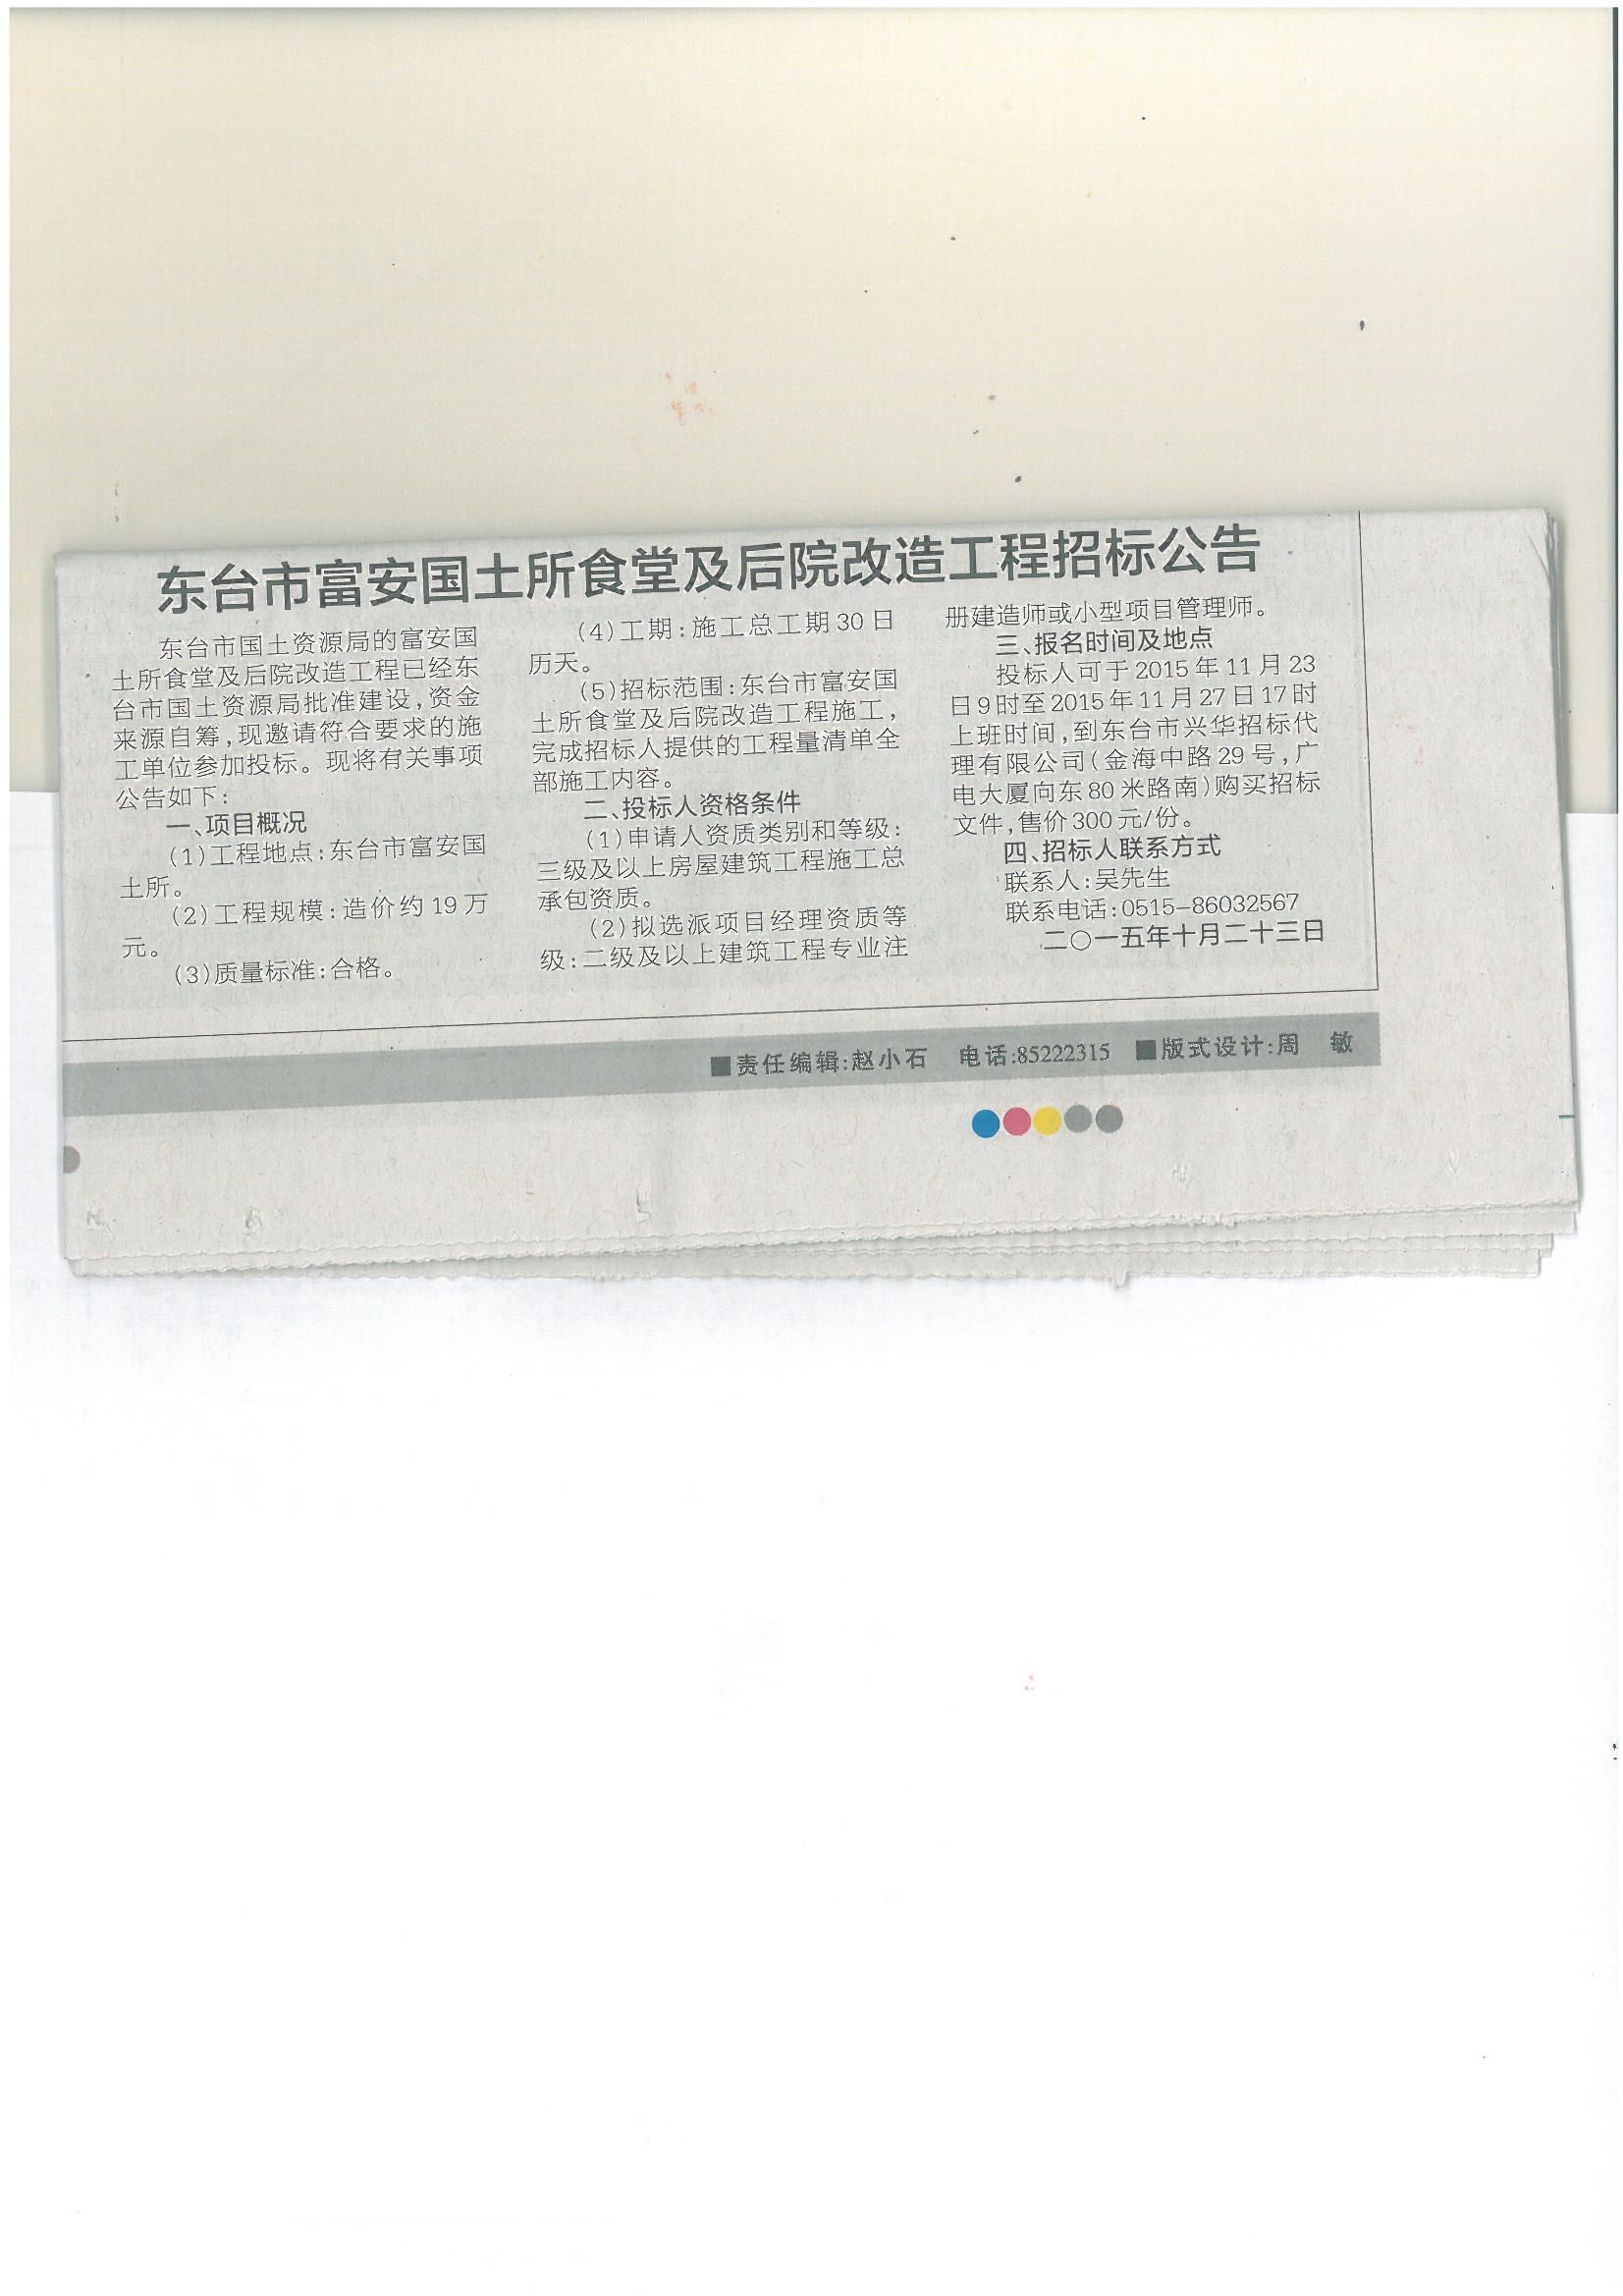 东台市富安国土所食堂及后院改造工程招标公告
东台市国土资源局的富安国
土所食堂及后院改造工程已经东
台市国土资源局批准建设,资金
来源自筹,现邀请符合要求的施
工单位参加投标。现将有关事项
公告如下:
一、项目概况
(1)工程地点:东台市富安国
土所。
(2)工程规模:造价约19万
元。
(3)质量标准:合格。
(4)工期:施工总工期30日
历天。
(5)招标范围:东台市富安国
土所食堂及后院改造工程施工,
完成招标人提供的工程量清单全
部施工内容。
二、投标人资格条件
(1)申请人资质类别和等级:
三级及以上房屋建筑工程施工总
承包资质。
(2)拟选派项目经理资质等
级:二级及以上建筑工程专业注
册建造师或小型项目管理师。
三、报名时间及地点
投标人可于2015年11月23
日9时至2015年11月27日17时
上班时间,到东台市兴华招标代
理有限公司(金海中路29号,广
电大厦向东80米路南)购买招标
文件,售价300元/份。
四、招标人联系方式
联系人:吴先生
联系电话:0515-86032567
二〇一五年十月二十三日
■责任编辑:赵小石 电话:85222315 ■版式设计:周 敏